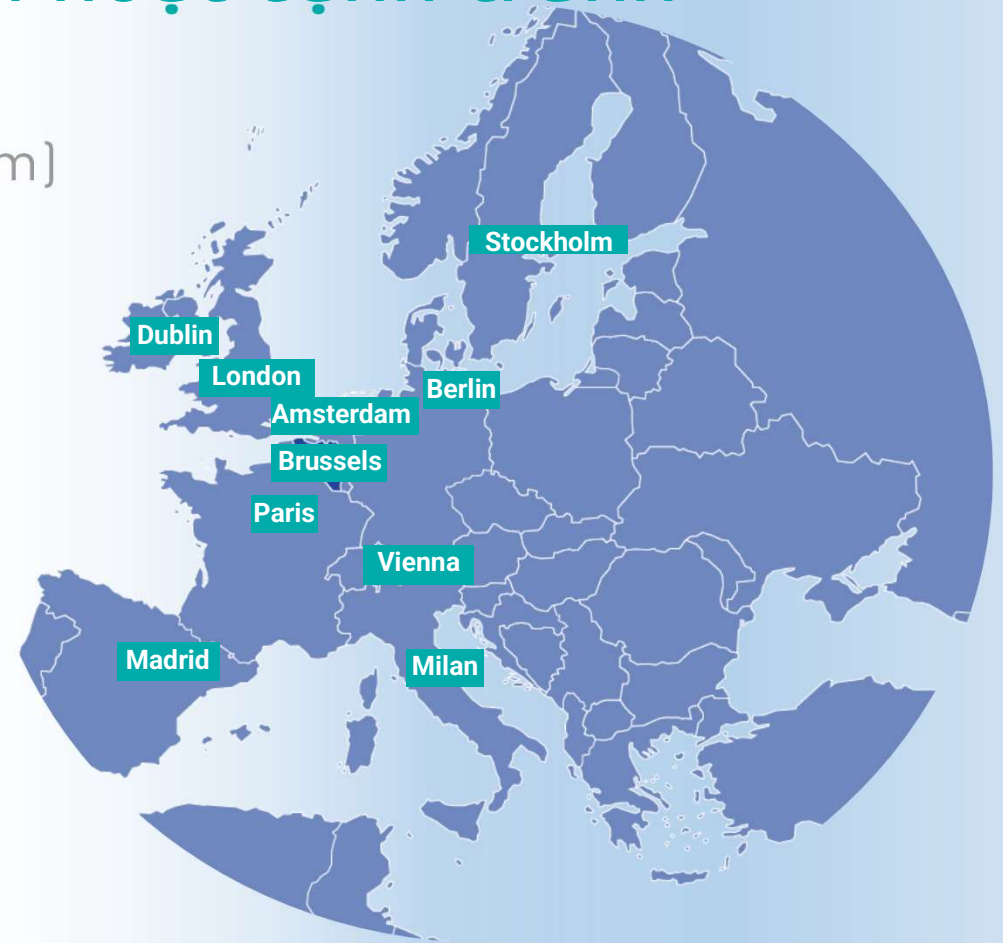 m)
Stockholm
Dublin
London
Berlin
Amsterdam
Brussels
Paris
Vienna
Madrid
Milan